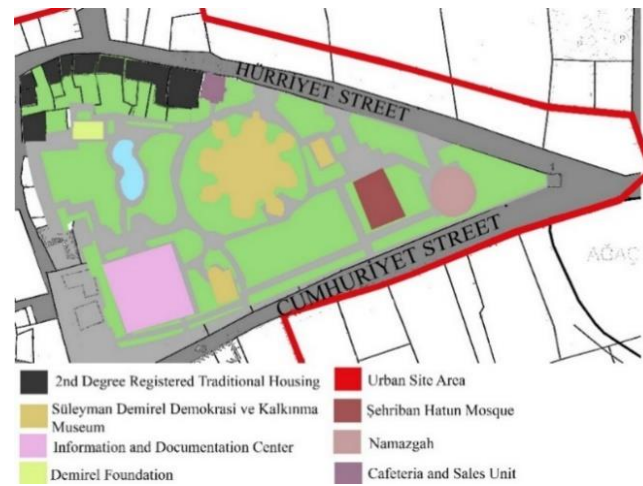 HÜRRİYET STREET
1
CUMHURİYET STREET
AĞAÇ
2nd Degree Registered Traditional Housing
Süleyman Demirel Demokrasi ve Kalkınma
Museum
Information and Documentation Center
Demirel Foundation
Urban Site Area
Şehriban Hatun Mosque
Namazgah
Cafeteria and Sales Unit